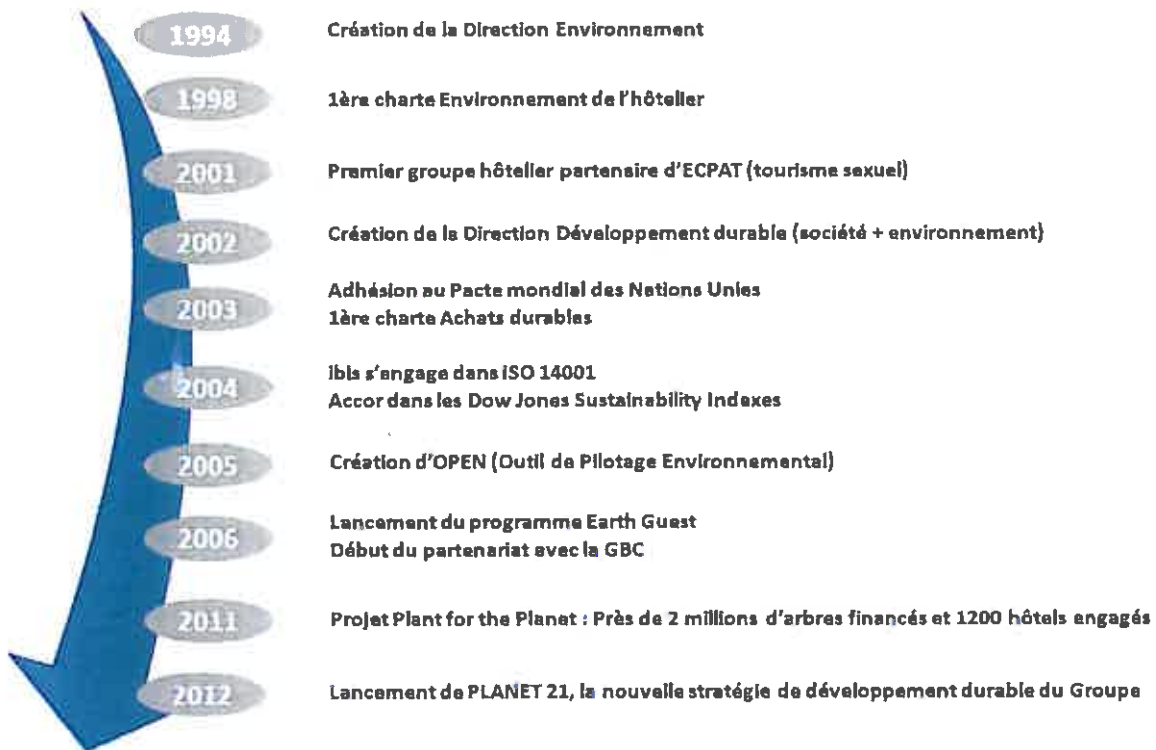 1994
Création de la Direction Environnement
1998
1ère charte Environnement de l'hôtelier
2001
Premier groupe hôtelier partenaire d'ECPAT (tourisme sexuel)
2002
Création de la Direction Développement durable (société + environnement)
2003
Adhésion au Pacte mondial des Nations Unies
1ère charte Achats durables
2004
ibis s'engage dans ISO 14001
Accor dans les Dow Jones Sustainability Indexes
2005
Création d'OPEN (Outil de Pilotage Environnemental)
2006
Lancement du programme Earth Guest
Début du partenariat avec la GBC
2011
Projet Plant for the Planet : Près de 2 millions d'arbres financés et 1200 hôtels engagés
2012
Lancement de PLANET 21, la nouvelle stratégie de développement durable du Groupe